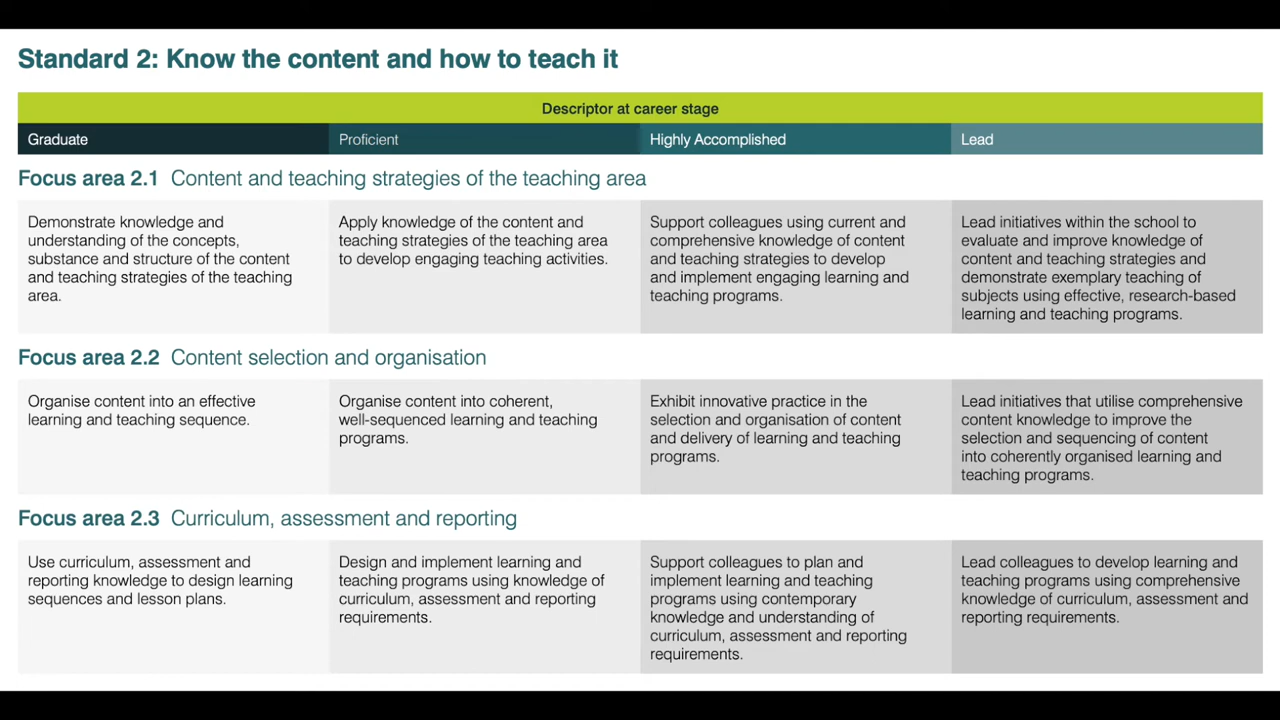 Standard 2: Know the content and how to teach it
Descriptor at career stage
Graduate
Proficient
Highly Accomplished
Lead
Focus area 2.1 Content and teaching strategies of the teaching area
Demonstrate knowledge and
understanding of the concepts,
substance and structure of the content
and teaching strategies of the teaching
area.
Apply knowledge of the content and
teaching strategies of the teaching area
to develop engaging teaching activities.
Support colleagues using current and
comprehensive knowledge of content
and teaching strategies to develop
and implement engaging learning and
teaching programs.
Lead initiatives within the school to
evaluate and improve knowledge of
content and teaching strategies and
demonstrate exemplary teaching of
subjects using effective, research-based
learning and teaching programs.
Focus area 2.2 Content selection and organisation
Organise content into an effective
learning and teaching sequence.
Organise content into coherent,
well-sequenced learning and teaching
programs.
Exhibit innovative practice in the
selection and organisation of content
and delivery of learning and teaching
programs.
Lead initiatives that utilise comprehensive
content knowledge to improve the
selection and sequencing of content
into coherently organised learning and
teaching programs.
Focus area 2.3 Curriculum, assessment and reporting
Use curriculum, assessment and
reporting knowledge to design learning
sequences and lesson plans.
Design and implement learning and
teaching programs using knowledge of
curriculum, assessment and reporting
requirements.
Support colleagues to plan and
implement learning and teaching
programs using contemporary
knowledge and understanding of
curriculum, assessment and reporting
requirements.
Lead colleagues to develop learning and
teaching programs using comprehensive
knowledge of curriculum, assessment and
reporting requirements.